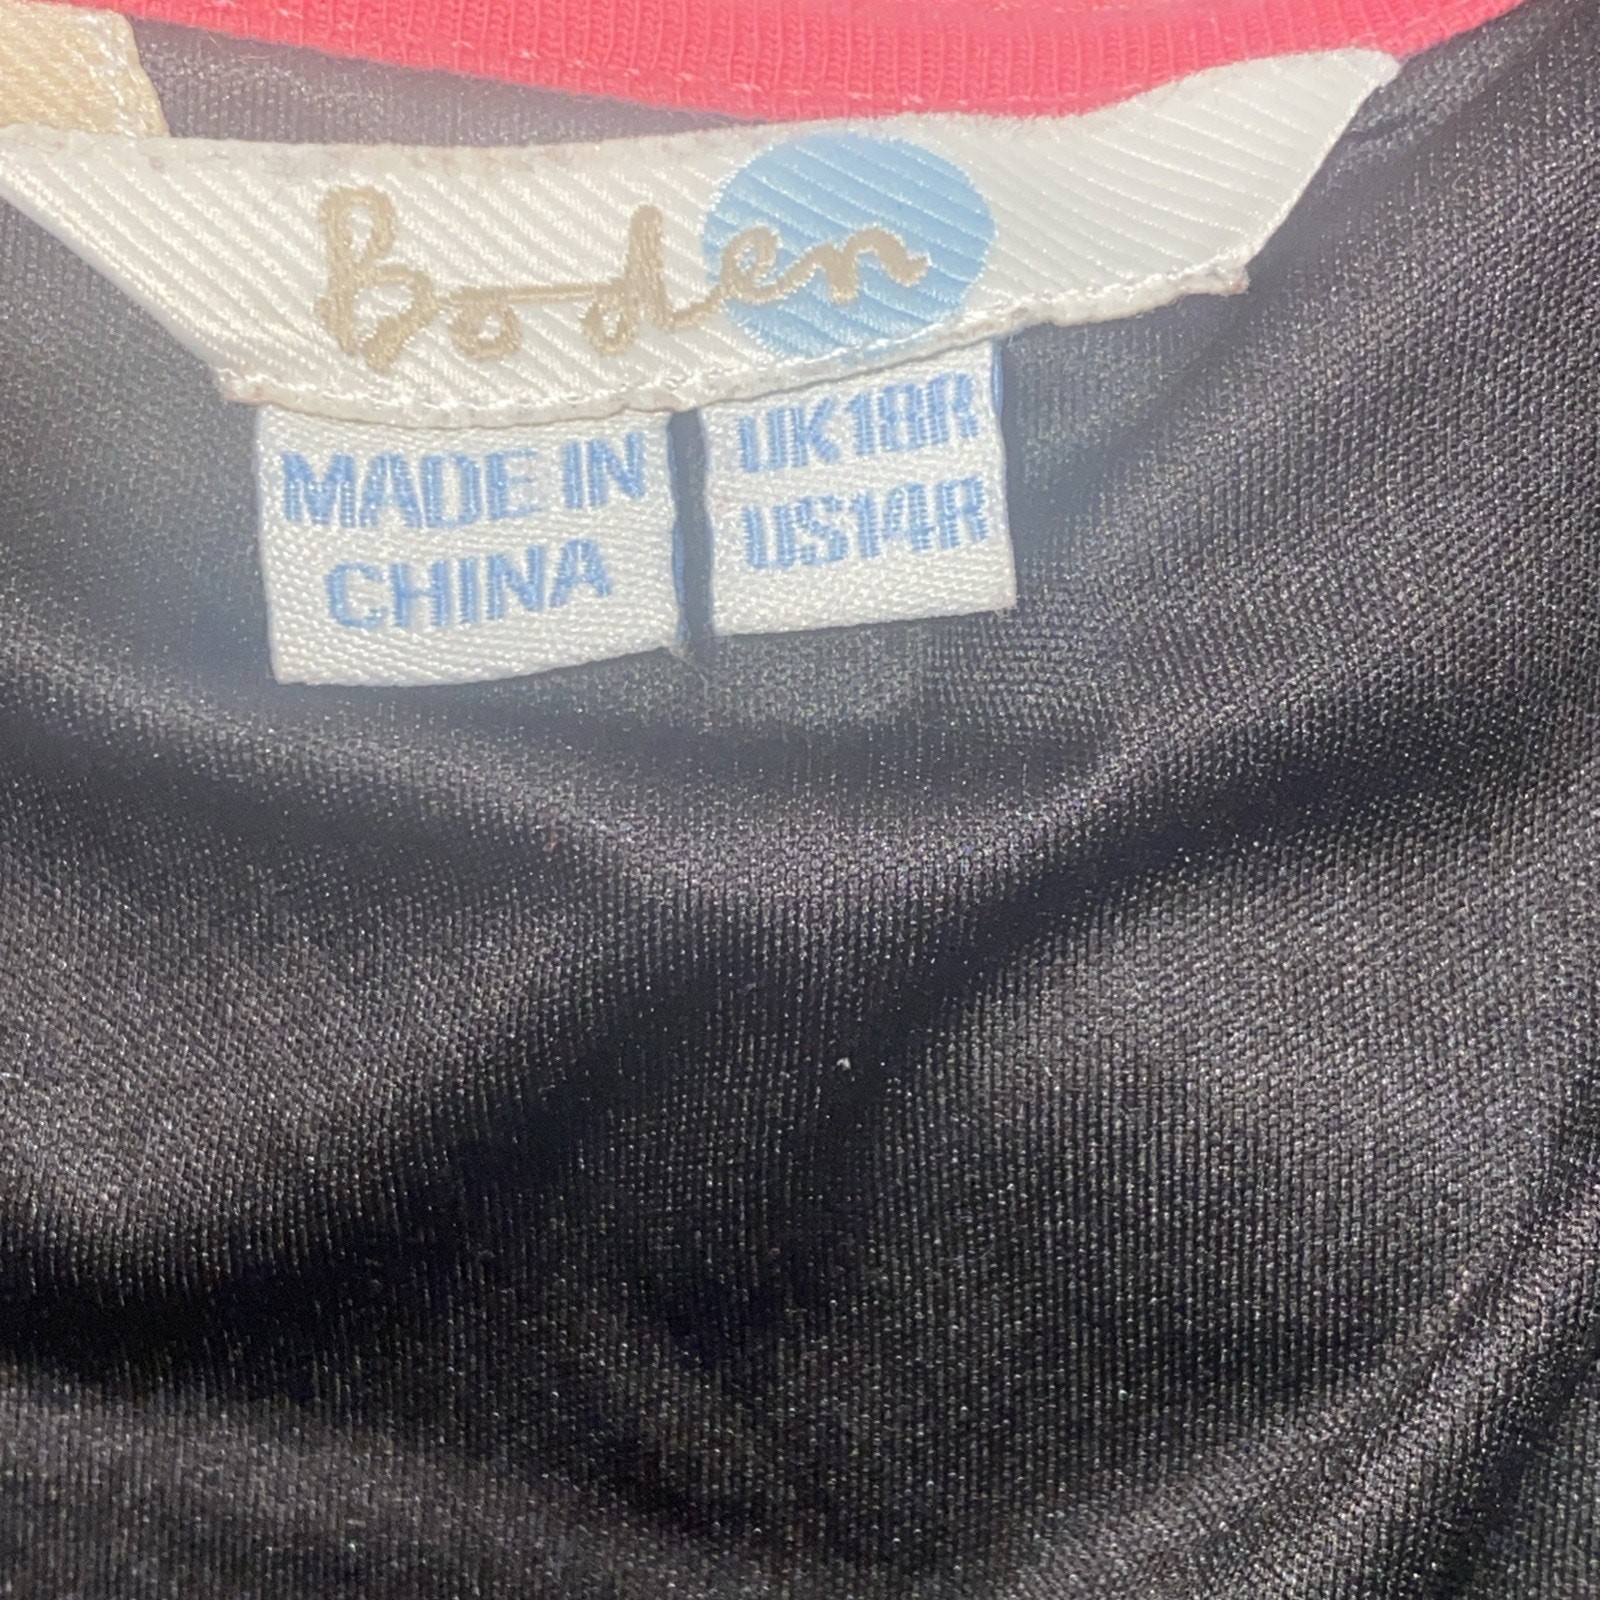 Boden
MADE IN
CHINA
UK18R
US14R